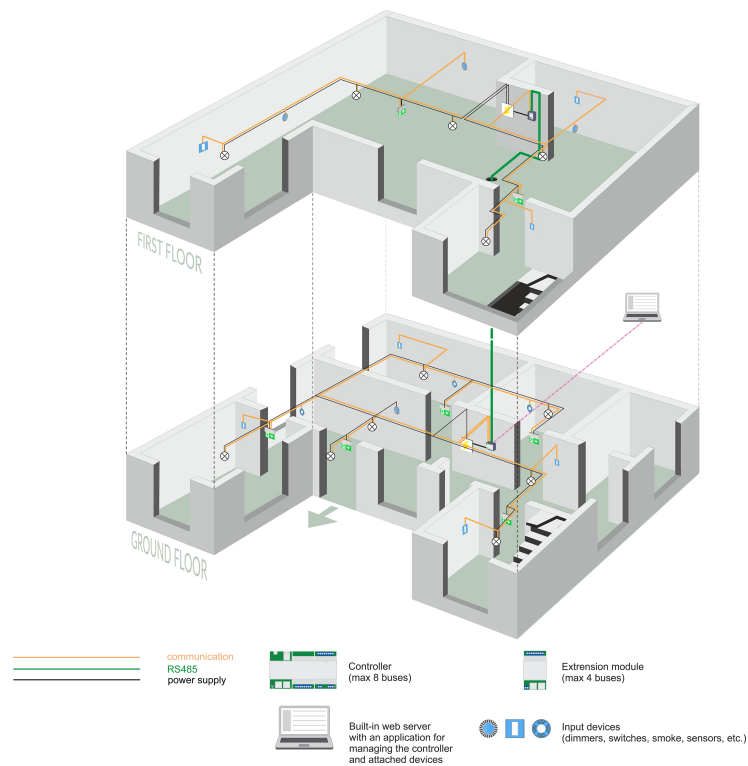 FIRST FLOOR
GROUND FLOOR
communication
RS485
power supply
Controller
(max 8 buses)
Extrension module
(max 4 buses)
Built-in web server
with an application for
managing the controller
and attached devices
Input devices
(dimmers, switches, smoke, sensors, etc.)